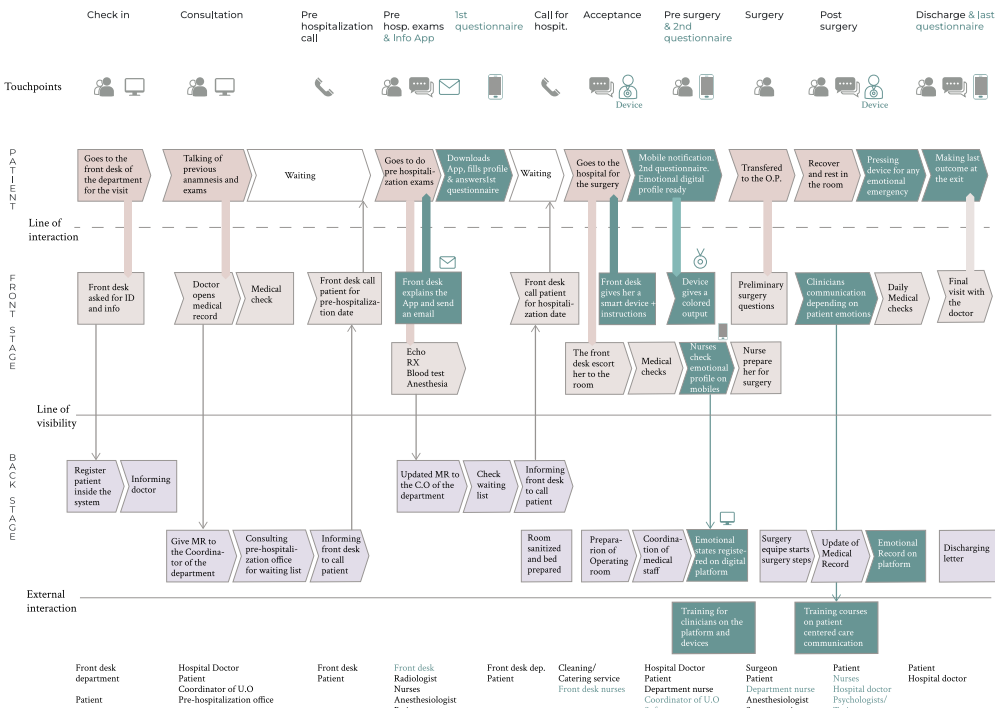 Check in
Consultation
Pre
hospitalization
call
Pre
hosp. exams
& Info App
1st
questionnaire
Call for
hospit.
Acceptance
Pre surgery
& 2nd
questionnaire
Surgery
Post
surgery
Discharge & last
questionnaire
Touchpoints
Device
Device
PATIENT
Goes to the
front desk of
the department
for the visit
Talking of
previous
anamnesis and
exams
Waiting
Goes to do
pre hospitali-
zation exams
Downloads
App, fills profile
& answers1st
questionnaire
Waiting
Goes to the
hospital for
the surgery
Mobile notification.
2nd questionnaire.
Emotional digital
profile ready
Transfered
to the O.P.
Recover
and rest in
the room
Pressing
device for any
emotional
emergency
Making last
outcome at
the exit
Line of
interaction
FRONT STAGE
Front desk
asked for ID
and info
Doctor
opens
medical
record
Medical
check
Front desk call
patient for
pre-hospitaliza-
tion date
Front desk
explains the
App and send
an email
Front desk
call patient for
hospitali-
zation date
Front desk
gives her a
smart device +
instructions
Device
gives a
colored
output
Preliminary
surgery
questions
Clinicians
communication
depending on
patient emotions
Daily
Medical
checks
Final
visit with
the
doctor
Echo
RX
Blood test
Anesthesia
The front
desk escort
her to the
room
Medical
checks
Nurses
check
emotional
profile on
mobiles
Nurse
prepare
her for
surgery
Line of
visibility
BACK STAGE
Register
patient
inside the
system
Informing
doctor
Updated MR to
the C.O of the
department
Check
waiting
list
Informing
front desk
to call
patient
Give MR to
the Coordina-
tor of the
department
Consulting
pre-hospitali-
zation office
for waiting list
Informing
front desk
to call
patient
Room
sanitized
and bed
prepared
Prepara-
rion of
Operating
room
Coordina-
tion of
medical
staff
Emotional
states registe-
red on digital
platform
Surgery
equipe starts
surgery steps
Update of
Medical
Record
Emotional
Record on
platform
Discharging
letter
External
interaction
Training for
clinicians on the
platform and
devices
Training courses
on patient
centered care
communication
Front desk
department
Patient
Hospital Doctor
Patient
Coordinator of U.O
Pre-hospitalization office
Front desk
Patient
Front desk
Radiologist
Nurses
Anesthesiologist
Front desk dep.
Patient
Cleaning/
Catering service
Front desk nurses
Hospital Doctor
Patient
Department nurse
Coordinator of U.O
Surgeon
Patient
Department nurse
Anesthesiologist
Patient
Nurses
Hospital doctor
Psychologists/
Patient
Hospital doctor